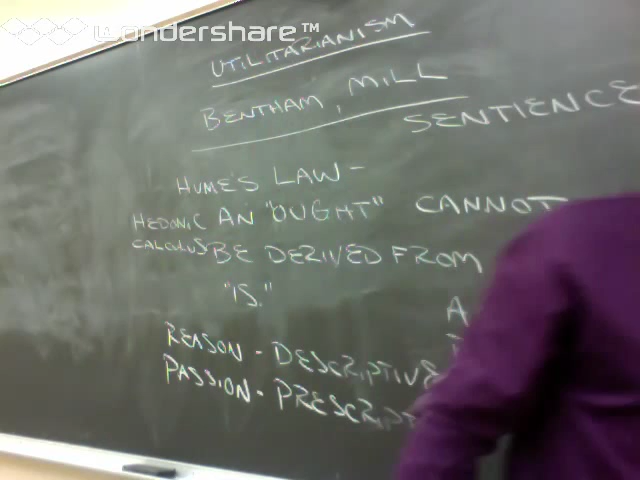 wondershare™
UTILITARIANISM
BENTHAM, MILL
SENTIENCE
HUME'S LAW -
HEDONIC AN "OUGHT" CANNOT
CALCULUS BE DERIVED FROM
"IS."
A
REASON - DESCRIPTIVE
PASSION - PRESCRIPT